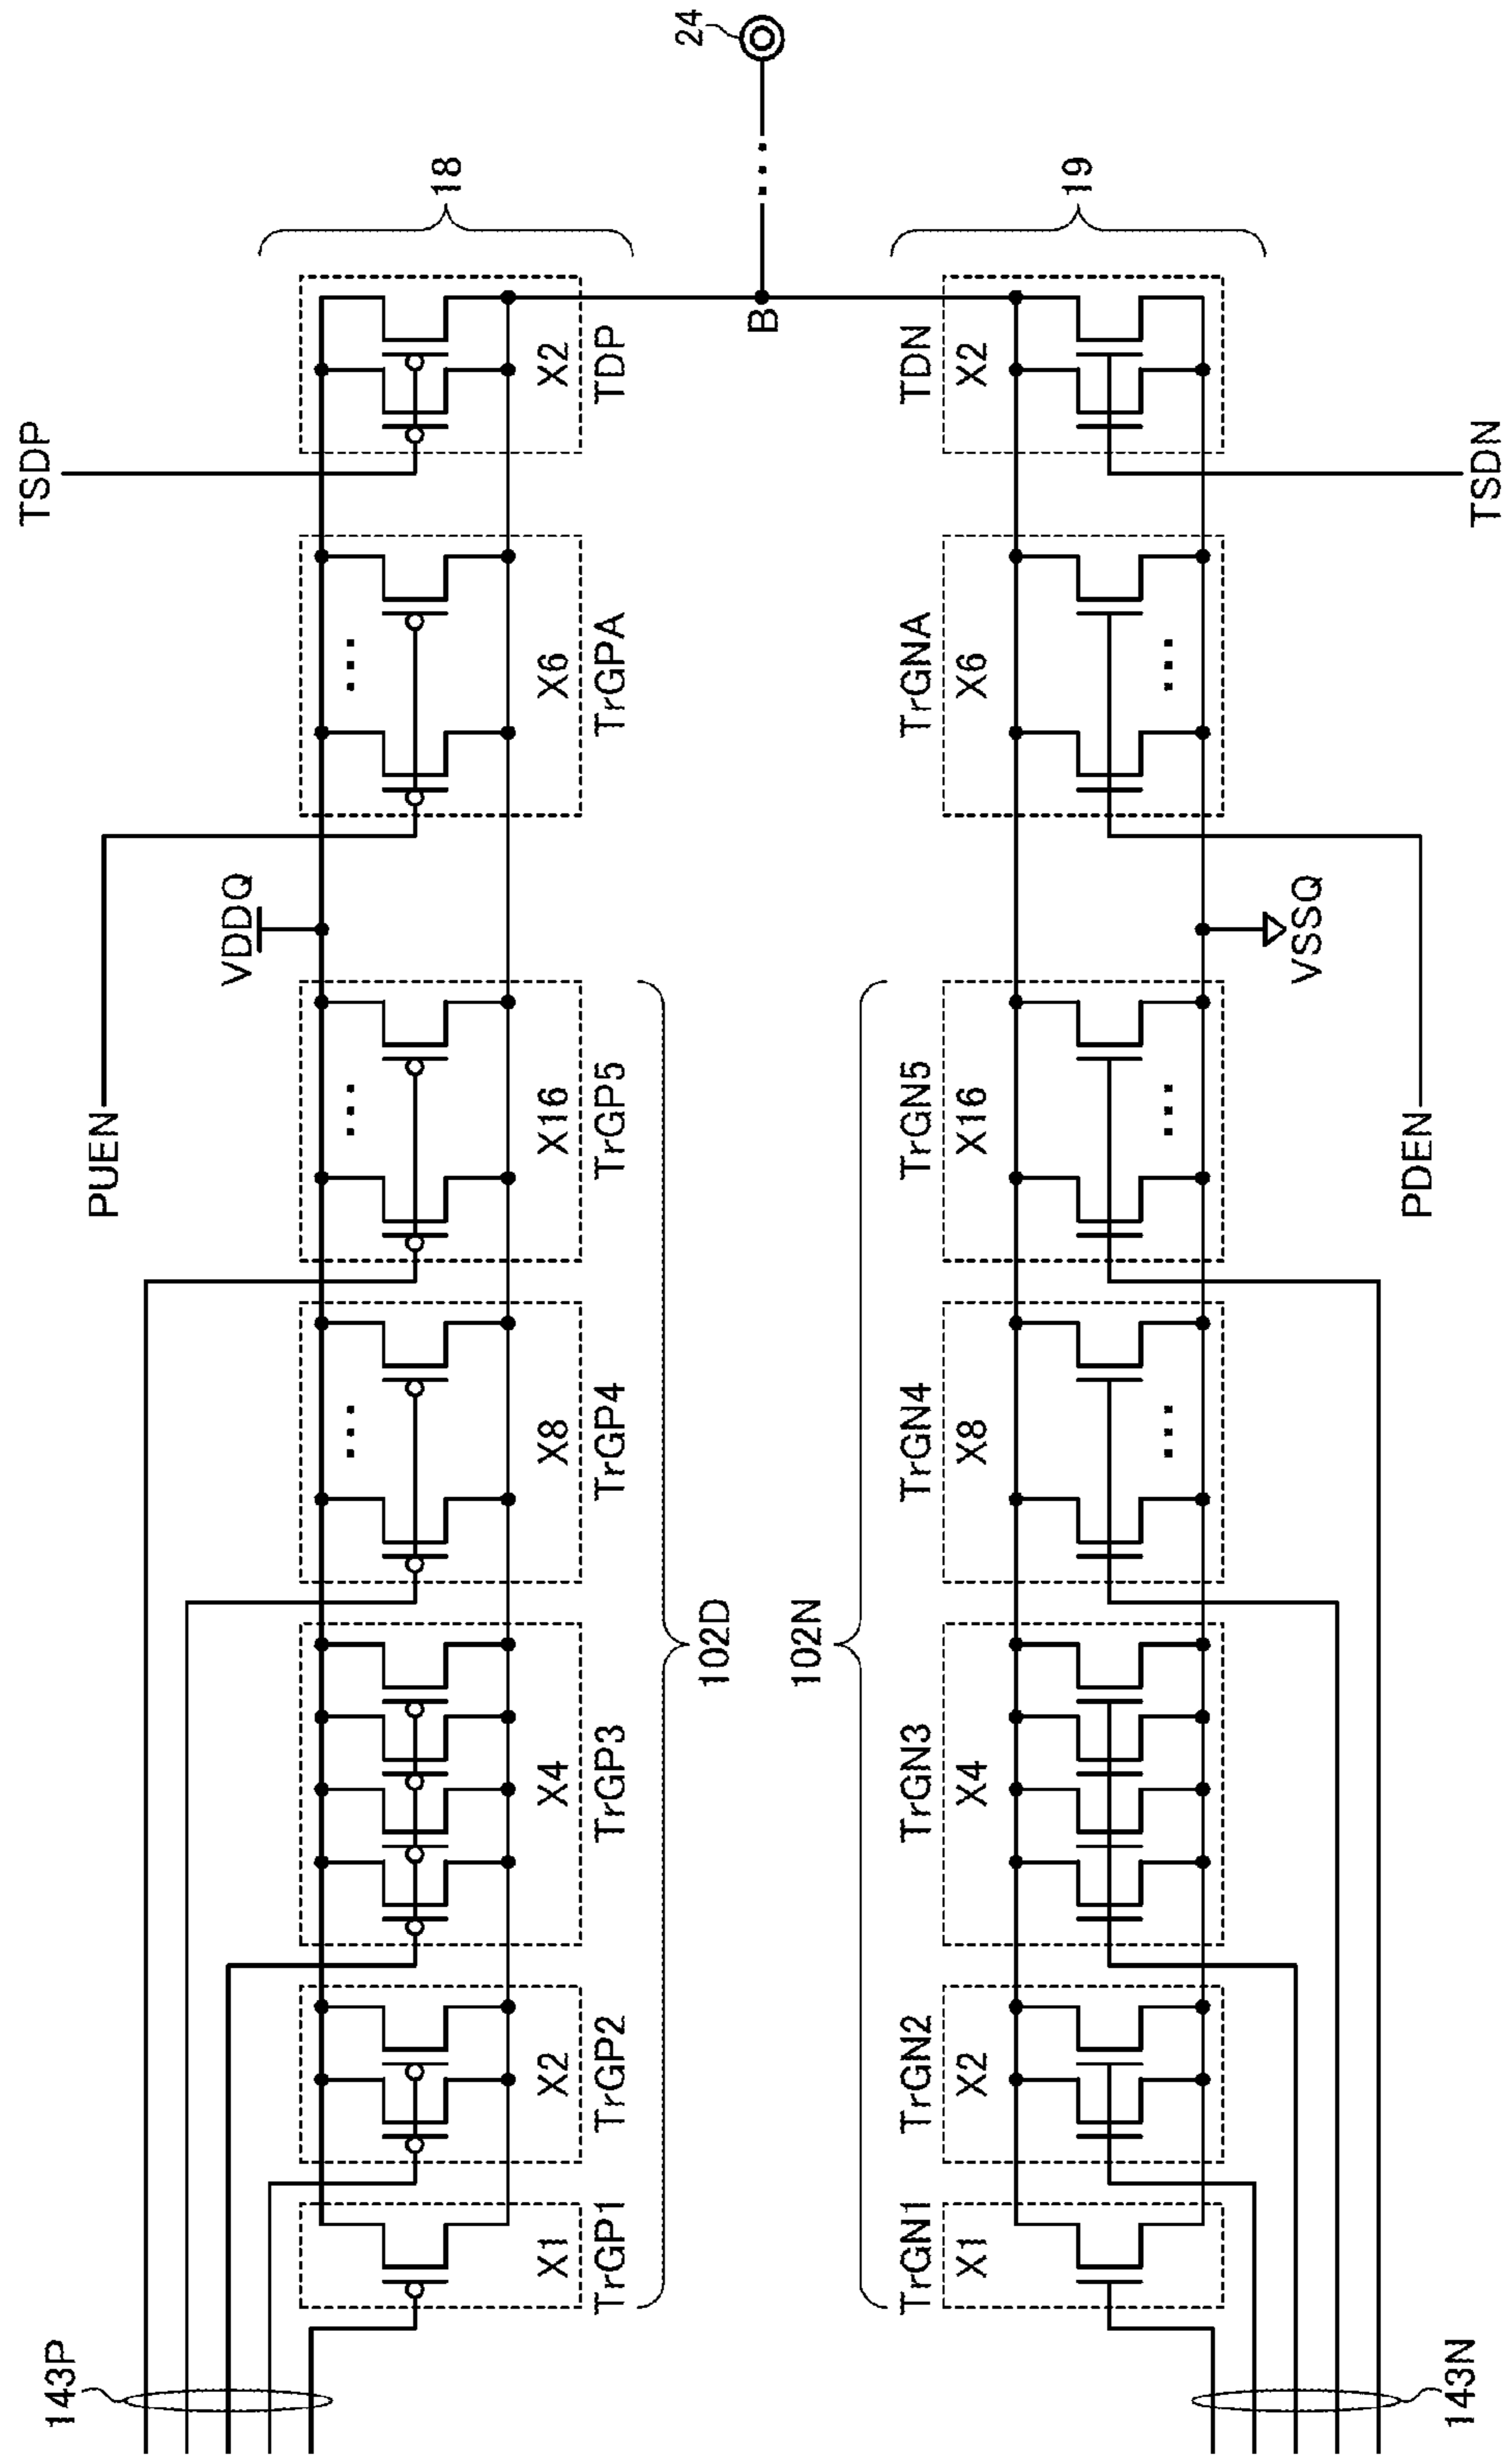 143P
PUEN
VDDQ
TSDP
18
X1
X2
X4
X8
X16
X6
X2
TrGP1
TrGP2
TrGP3
TrGP4
TrGP5
TrGPA
TDP
102D
B
24
102N
TrGN1
TrGN2
TrGN3
TrGN4
TrGN5
TrGNA
TDN
X1
X2
X4
X8
X16
X6
X2
19
143N
PDEN
VSSQ
TSDN